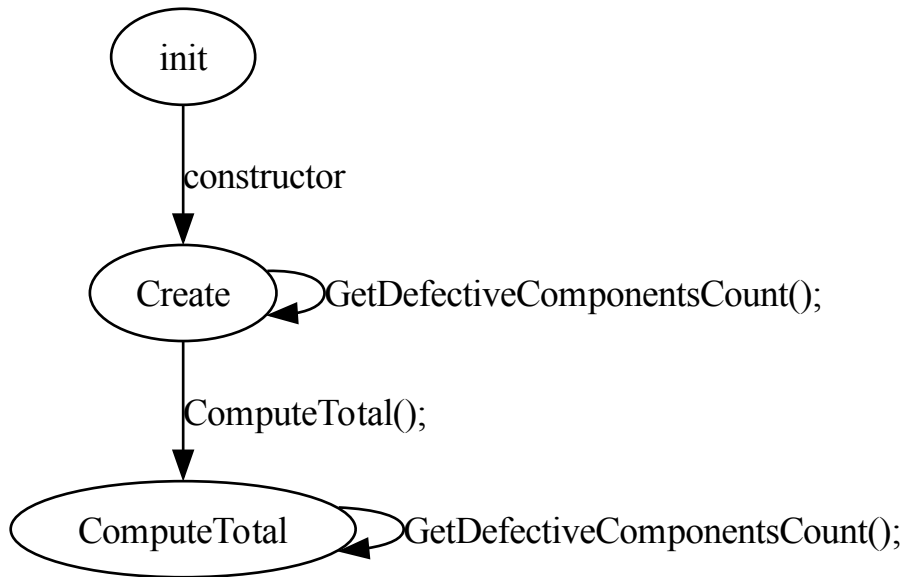 init
constructor
Create
GetDefectiveComponentsCount();
ComputeTotal();
ComputeTotal
GetDefectiveComponentsCount();